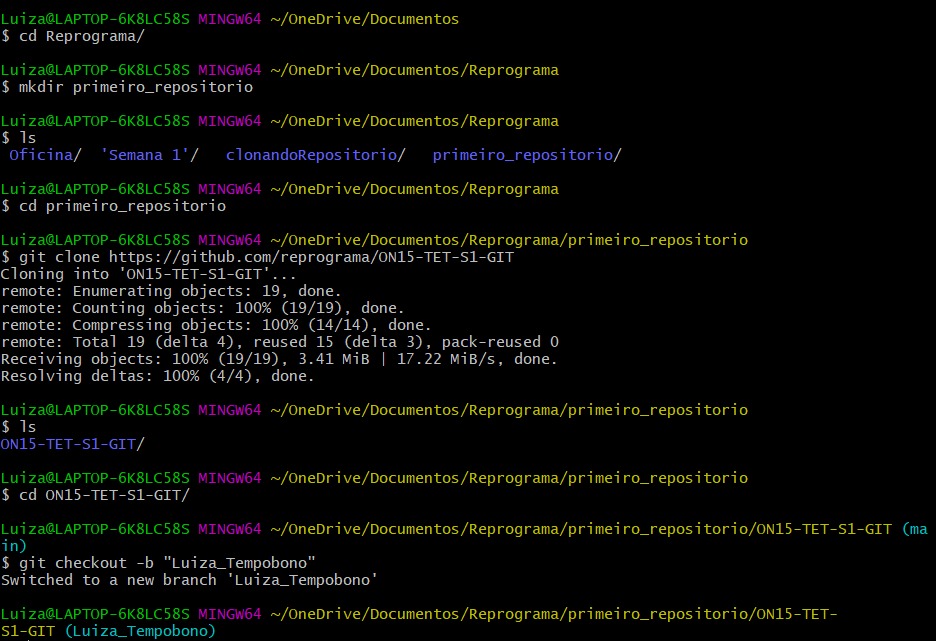 Luiza@LAPTOP-6K8LC58S MINGW64 ~/OneDrive/Documentos
$ cd Reprograma/
Luiza@LAPTOP-6K8LC58S MINGW64 ~/OneDrive/Documentos/Reprograma
$ mkdir primeiro_repositorio
Luiza@LAPTOP-6K8LC58S MINGW64 ~/OneDrive/Documentos/Reprograma
$ ls
Oficina/  'Semana 1'/  clonandoRepositorio/  primeiro_repositorio/
Luiza@LAPTOP-6K8LC58S MINGW64 ~/OneDrive/Documentos/Reprograma
$ cd primeiro_repositorio
Luiza@LAPTOP-6K8LC58S MINGW64 ~/OneDrive/Documentos/Reprograma/primeiro_repositorio
$ git clone https://github.com/reprograma/ON15-TET-S1-GIT
Cloning into 'ON15-TET-S1-GIT'...
remote: Enumerating objects: 19, done.
remote: Counting objects: 100% (19/19), done.
remote: Compressing objects: 100% (14/14), done.
remote: Total 19 (delta 4), reused 15 (delta 3), pack-reused 0
Receiving objects: 100% (19/19), 3.41 MiB | 17.22 MiB/s, done.
Resolving deltas: 100% (4/4), done.
Luiza@LAPTOP-6K8LC58S MINGW64 ~/OneDrive/Documentos/Reprograma/primeiro_repositorio
$ ls
ON15-TET-S1-GIT/
Luiza@LAPTOP-6K8LC58S MINGW64 ~/OneDrive/Documentos/Reprograma/primeiro_repositorio
$ cd ON15-TET-S1-GIT/
Luiza@LAPTOP-6K8LC58S MINGW64 ~/OneDrive/Documentos/Reprograma/primeiro_repositorio/ON15-TET-S1-GIT (ma
in)
$ git checkout -b "Luiza_Tempobono"
Switched to a new branch 'Luiza_Tempobono'
Luiza@LAPTOP-6K8LC58S MINGW64 ~/OneDrive/Documentos/Reprograma/primeiro_repositorio/ON15-TET-
S1-GIT (Luiza_Tempobono)